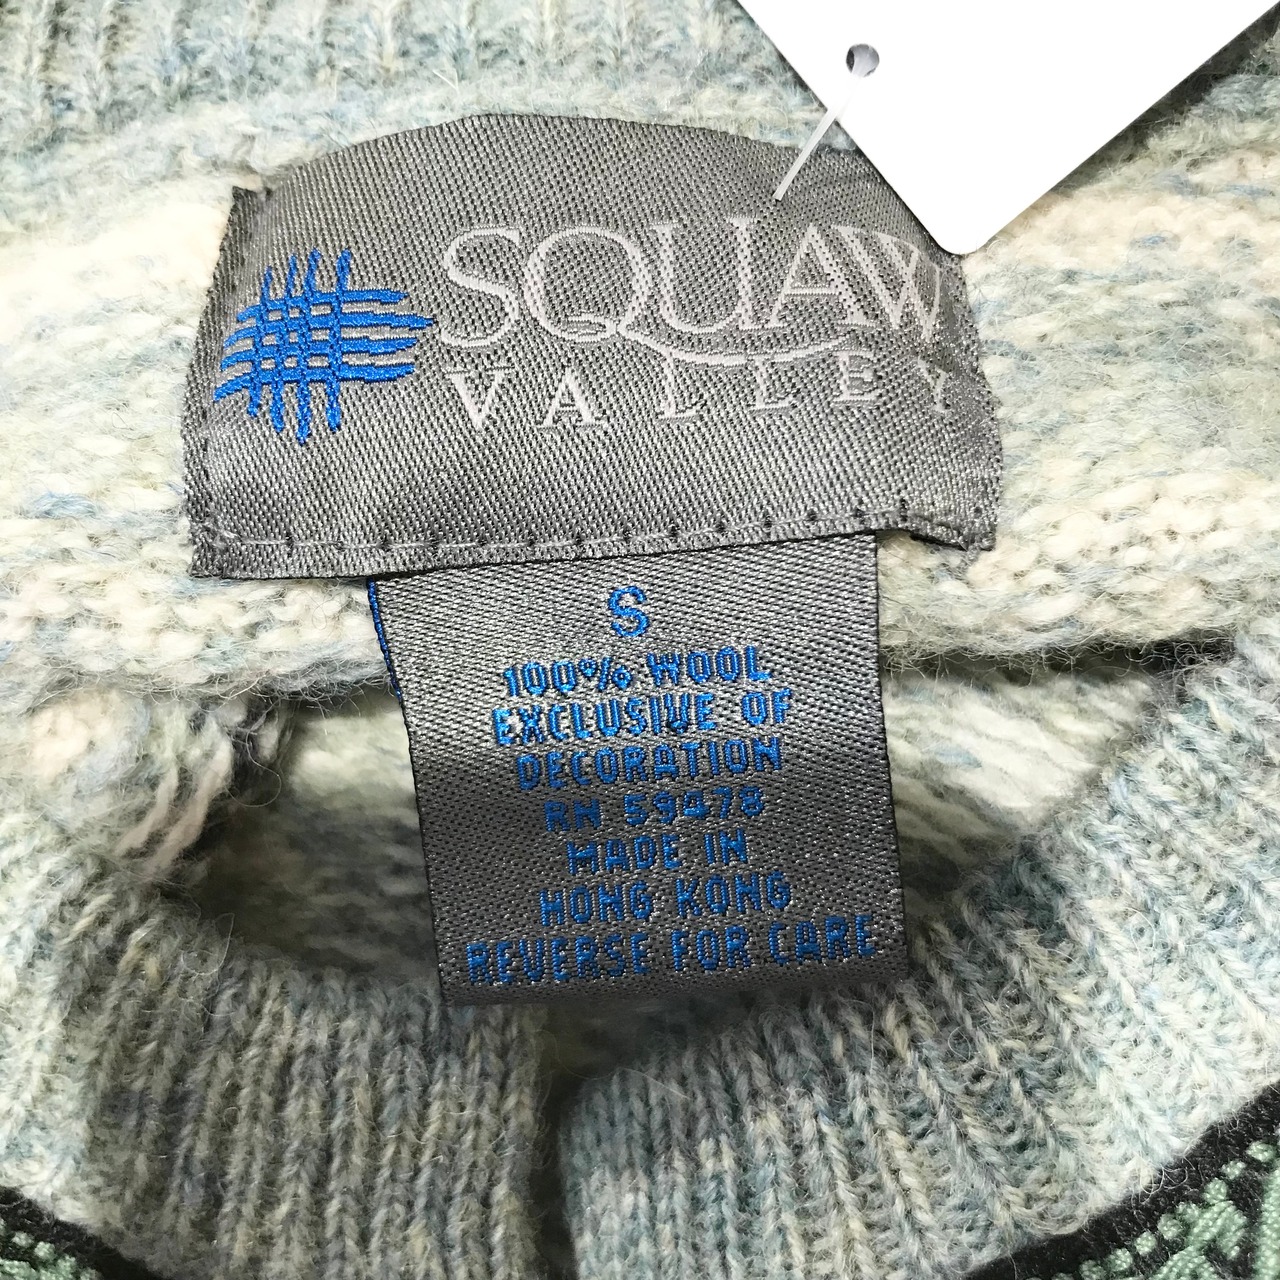 SQUAW
VALLEY
S
100% WOOL
EXCLUSIVE OF
DECORATION
RN 59478
MADE IN
HONG KONG
REVERSE FOR CARE